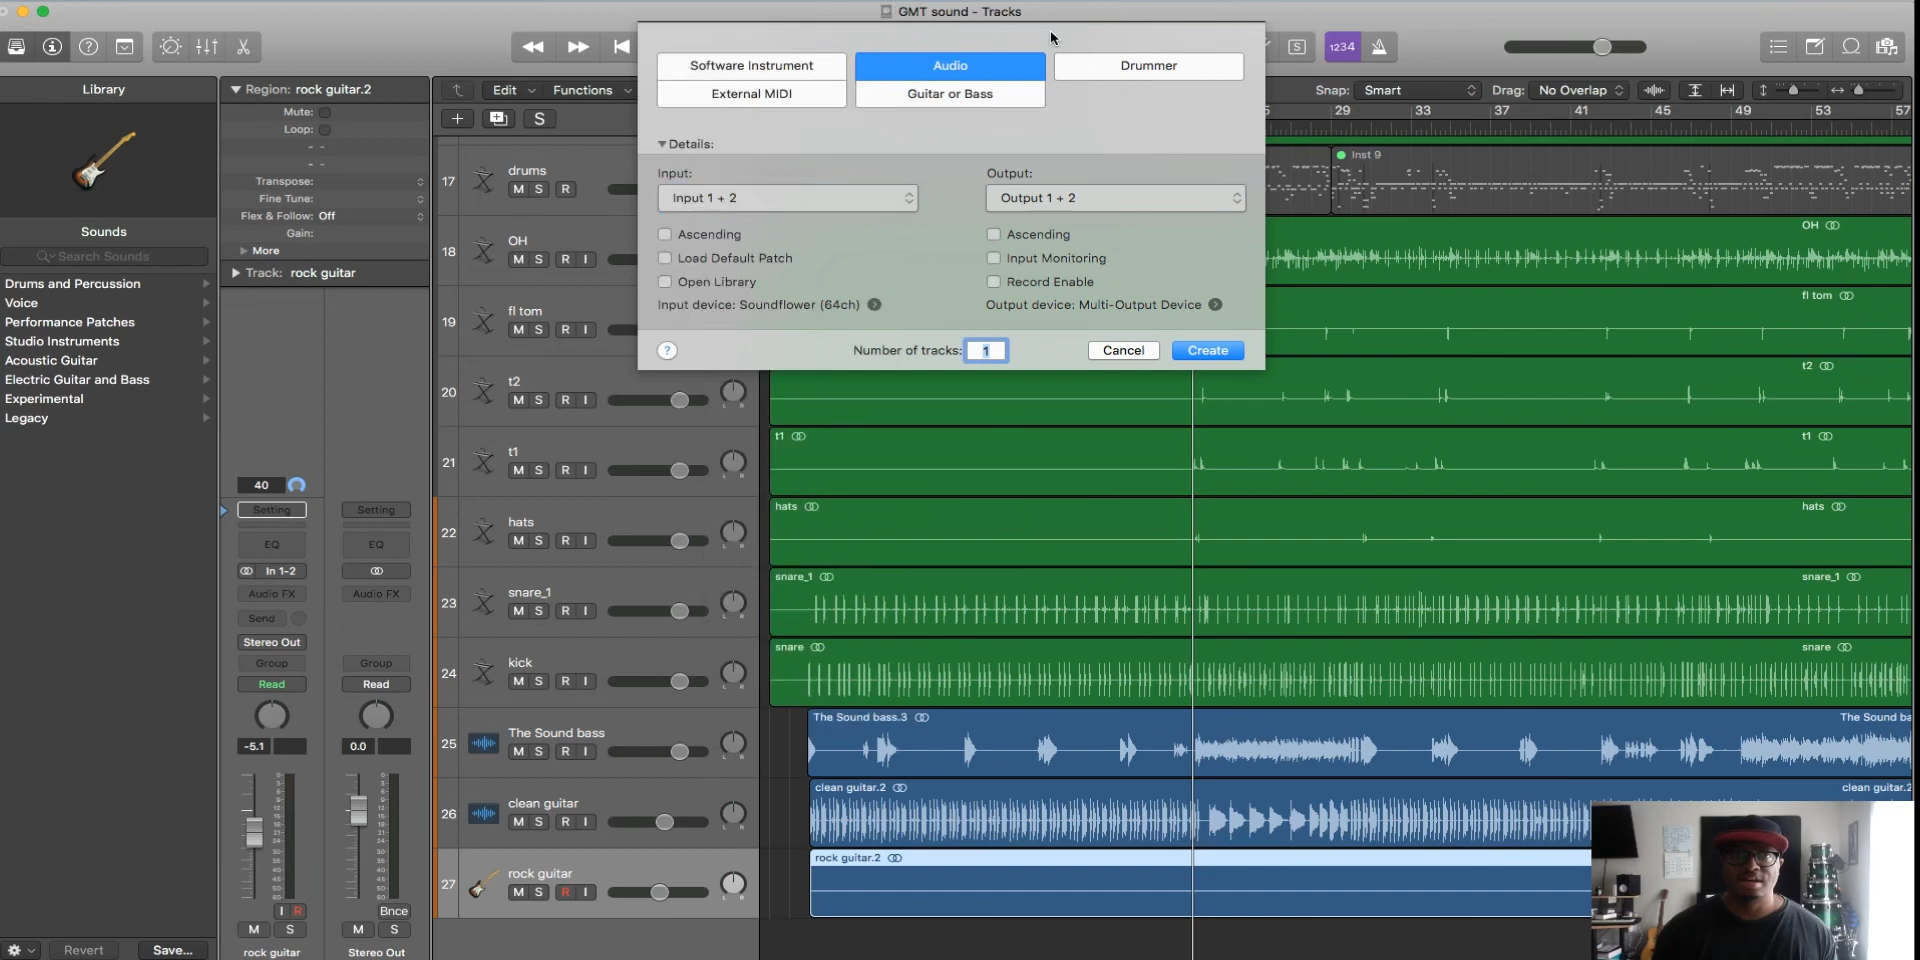 GMT sound - Tracks
Software Instrument
Audio
Drummer
External MIDI
Guitar or Bass
Details:
Input:
Input 1 + 2
Output:
Output 1 + 2
Ascending
Load Default Patch
Open Library
Input device: Soundflower (64ch)
Ascending
Input Monitoring
Record Enable
Output device: Multi-Output Device
?
Number of tracks: 1
Cancel
Create
S
1234
Library
Sounds
Search Sounds
Drums and Percussion
Voice
Performance Patches
Studio Instruments
Acoustic Guitar
Electric Guitar and Bass
Experimental
Legacy
Revert
Save...
Region: rock guitar.2
Mute:
Loop:
Transpose:
Fine Tune:
Flex & Follow: Off
Gain:
More
Track: rock guitar
40
Setting
EQ
In 1-2
Audio FX
Send
Stereo Out
Group
Read
-5.1
I R
M S
rock guitar
Setting
EQ
Audio FX
Group
Read
0.0
Bnce
M S
Stereo Out
Edit
Functions
+
S
Snap: Smart
Drag: No Overlap
29 33 37 41 45 49 53 57
17
drums
M S R
Inst 9
18
OH
M S R I
OH
19
fl tom
M S R I
fl tom
20
t2
M S R I
t2
21
t1
M S R I
t1
t1
22
hats
M S R I
hats
hats
23
snare_1
M S R I
snare_1
snare_1
24
kick
M S R I
snare
snare
25
The Sound bass
M S R I
The Sound bass.3
The Sound ba
26
clean guitar
M S R I
clean guitar.2
clean guitar.2
27
rock guitar
M S R I
rock guitar.2